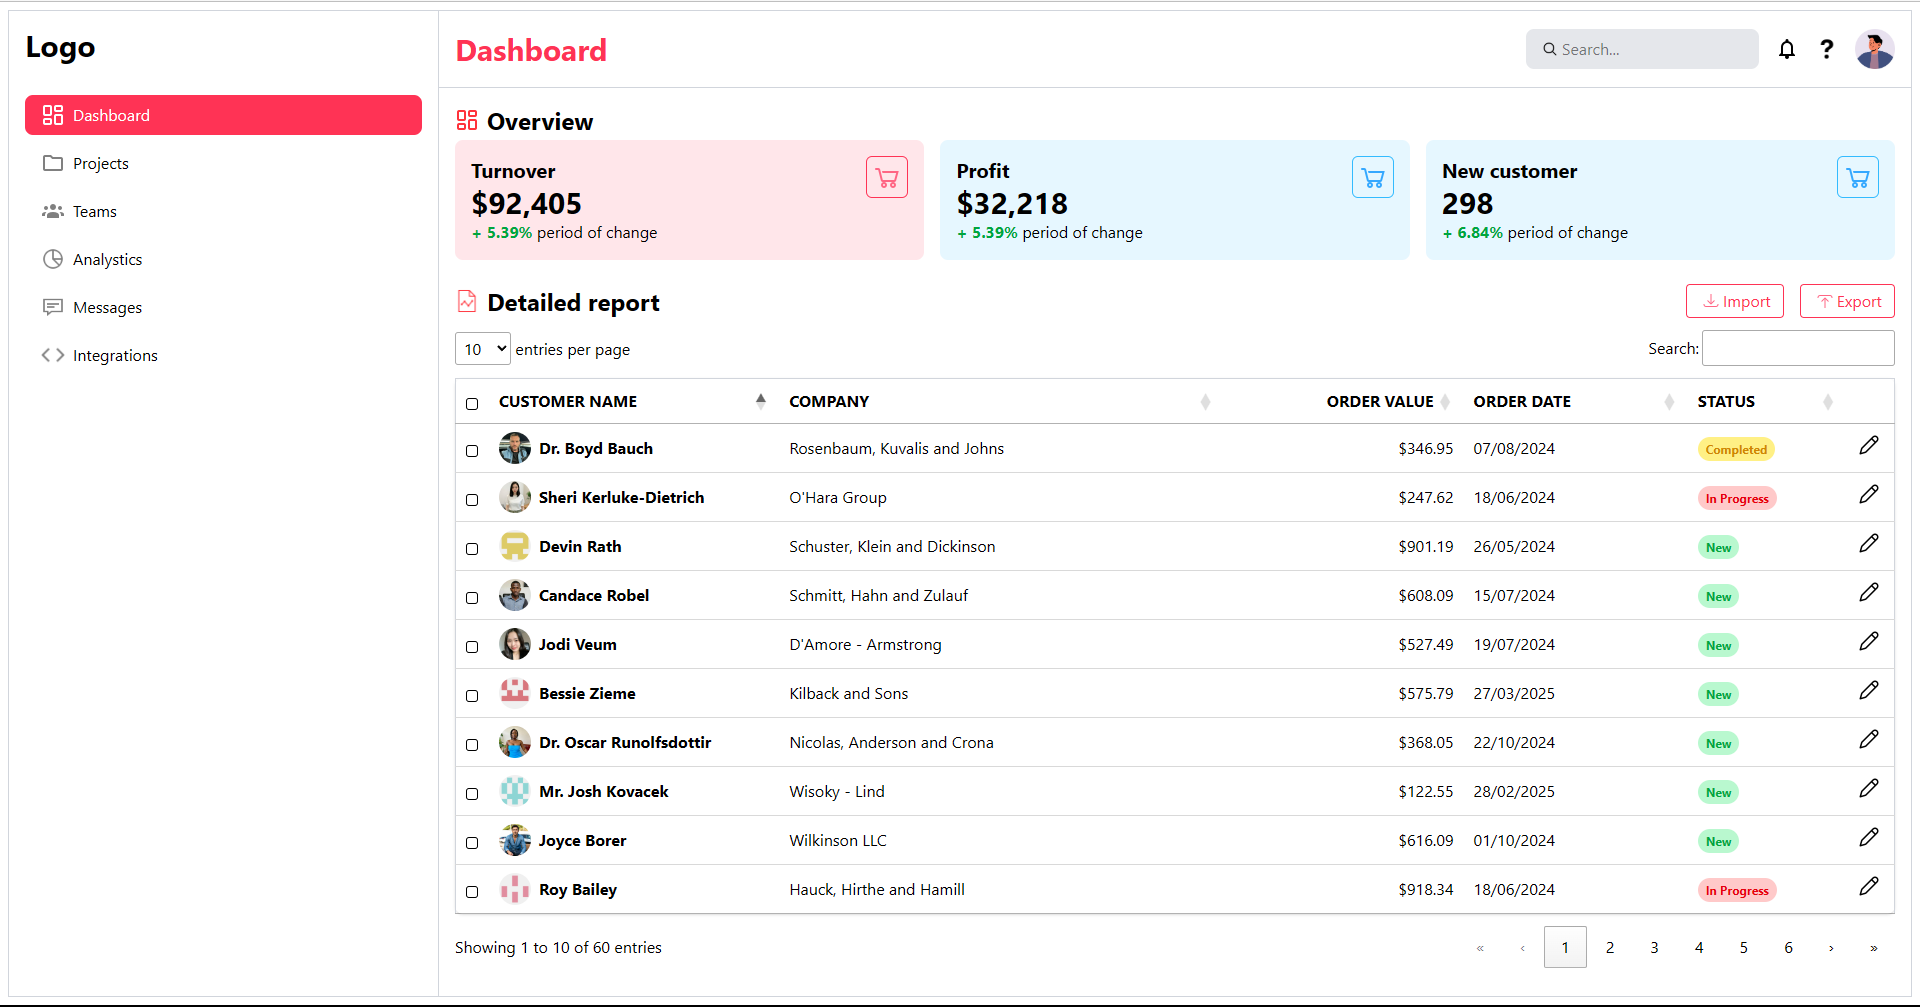 Logo
Dashboard
Projects
Teams
Analystics
Messages
Integrations
Dashboard
Search...
Overview
Turnover
$92,405
+ 5.39% period of change
Profit
$32,218
+ 5.39% period of change
New customer
298
+ 6.84% period of change
Detailed report
Import Export
10 entries per page Search:
CUSTOMER NAME COMPANY ORDER VALUE ORDER DATE STATUS
Dr. Boyd Bauch Rosenbaum, Kuvalis and Johns $346.95 07/08/2024 Completed
Sheri Kerluke-Dietrich O'Hara Group $247.62 18/06/2024 In Progress
Devin Rath Schuster, Klein and Dickinson $901.19 26/05/2024 New
Candace Robel Schmitt, Hahn and Zulauf $608.09 15/07/2024 New
Jodi Veum D'Amore - Armstrong $527.49 19/07/2024 New
Bessie Zieme Kilback and Sons $575.79 27/03/2025 New
Dr. Oscar Runolfsdottir Nicolas, Anderson and Crona $368.05 22/10/2024 New
Mr. Josh Kovacek Wisoky - Lind $122.55 28/02/2025 New
Joyce Borer Wilkinson LLC $616.09 01/10/2024 New
Roy Bailey Hauck, Hirthe and Hamill $918.34 18/06/2024 In Progress
Showing 1 to 10 of 60 entries « ‹ 1 2 3 4 5 6 › »